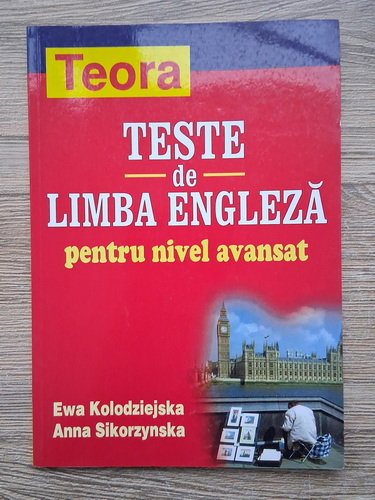 Teora
TESTE
de
LIMBA ENGLEZĂ
pentru nivel avansat
Ewa Kolodziejska
Anna Sikorzynska